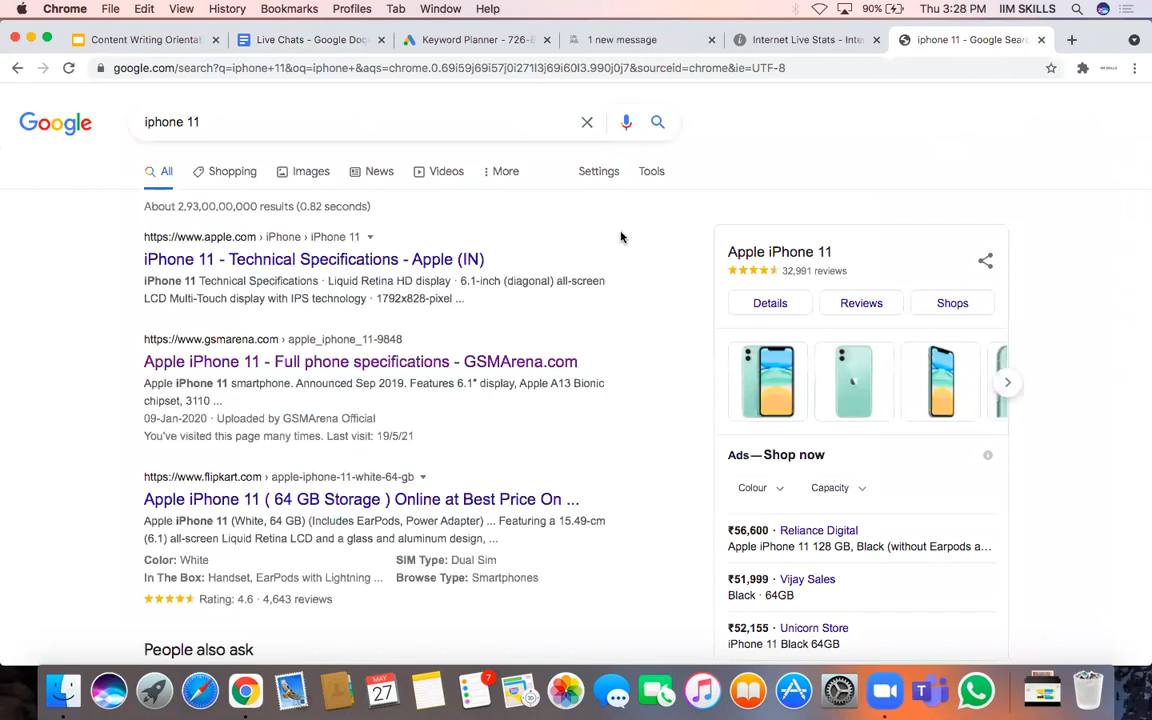 Chrome File Edit View History Bookmarks Profiles Tab Window Help 90% Thu 3:28 PM IIM SKILLS
Content Writing Orienta Live Chats - Google Doc Keyword Planner - 726-8 1 new message Internet Live Stats - Inte iphone 11 - Google Sear
google.com/search?q=iphone+11&oq=iphone+&aqs=chrome.0.69i59j69i57j0i271l3j69i60l3.990j0j7&sourceid=chrome&ie=UTF-8
Google iphone 11
All Shopping Images News Videos More Settings Tools
About 2,93,00,00,000 results (0.82 seconds)
https://www.apple.com › iPhone › iPhone 11
iPhone 11 - Technical Specifications - Apple (IN)
iPhone 11 Technical Specifications · Liquid Retina HD display · 6.1-inch (diagonal) all-screen
LCD Multi-Touch display with IPS technology · 1792x828-pixel ...
https://www.gsmarena.com › apple_iphone_11-9848
Apple iPhone 11 - Full phone specifications - GSMArena.com
Apple iPhone 11 smartphone. Announced Sep 2019. Features 6.1″ display, Apple A13 Bionic
chipset, 3110 ...
09-Jan-2020 · Uploaded by GSMArena Official
You've visited this page many times. Last visit: 19/5/21
https://www.flipkart.com › apple-iphone-11-white-64-gb
Apple iPhone 11 ( 64 GB Storage ) Online at Best Price On ...
Apple iPhone 11 (White, 64 GB) (Includes EarPods, Power Adapter) ... Featuring a 15.49-cm
(6.1) all-screen Liquid Retina LCD and a glass and aluminum design, ...
Color: White SIM Type: Dual Sim
In The Box: Handset, EarPods with Lightning ... Browse Type: Smartphones
Rating: 4.6 · 4,643 reviews
People also ask
Apple iPhone 11
32,991 reviews
Details Reviews Shops
Ads — Shop now
Colour Capacity
₹56,600 · Reliance Digital
Apple iPhone 11 128 GB, Black (without Earpods a...
₹51,999 · Vijay Sales
Black · 64GB
₹52,155 · Unicorn Store
iPhone 11 Black 64GB
MAY
27
7